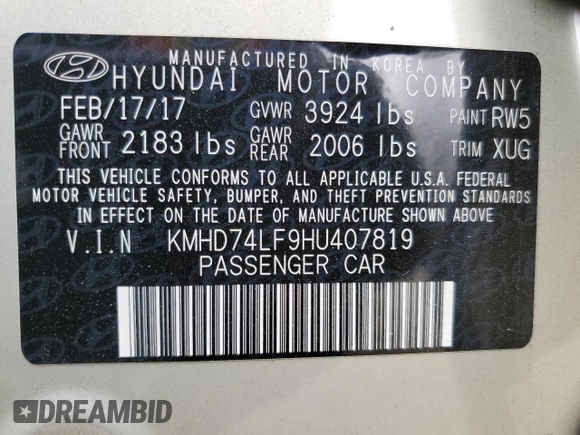 MANUFACTURED IN KOREA BY
HYUNDAI MOTOR COMPANY
FEB/17/17 GVWR 3924 lbs PAINT RW5
GAWR FRONT 2183 lbs GAWR REAR 2006 lbs TRIM XUG
THIS VEHICLE CONFORMS TO ALL APPLICABLE U.S.A. FEDERAL
MOTOR VEHICLE SAFETY, BUMPER, AND THEFT PREVENTION STANDARDS
IN EFFECT ON THE DATE OF MANUFACTURE SHOWN ABOVE
V.I.N KMHD74LF9HU407819
PASSENGER CAR
DREAMBID